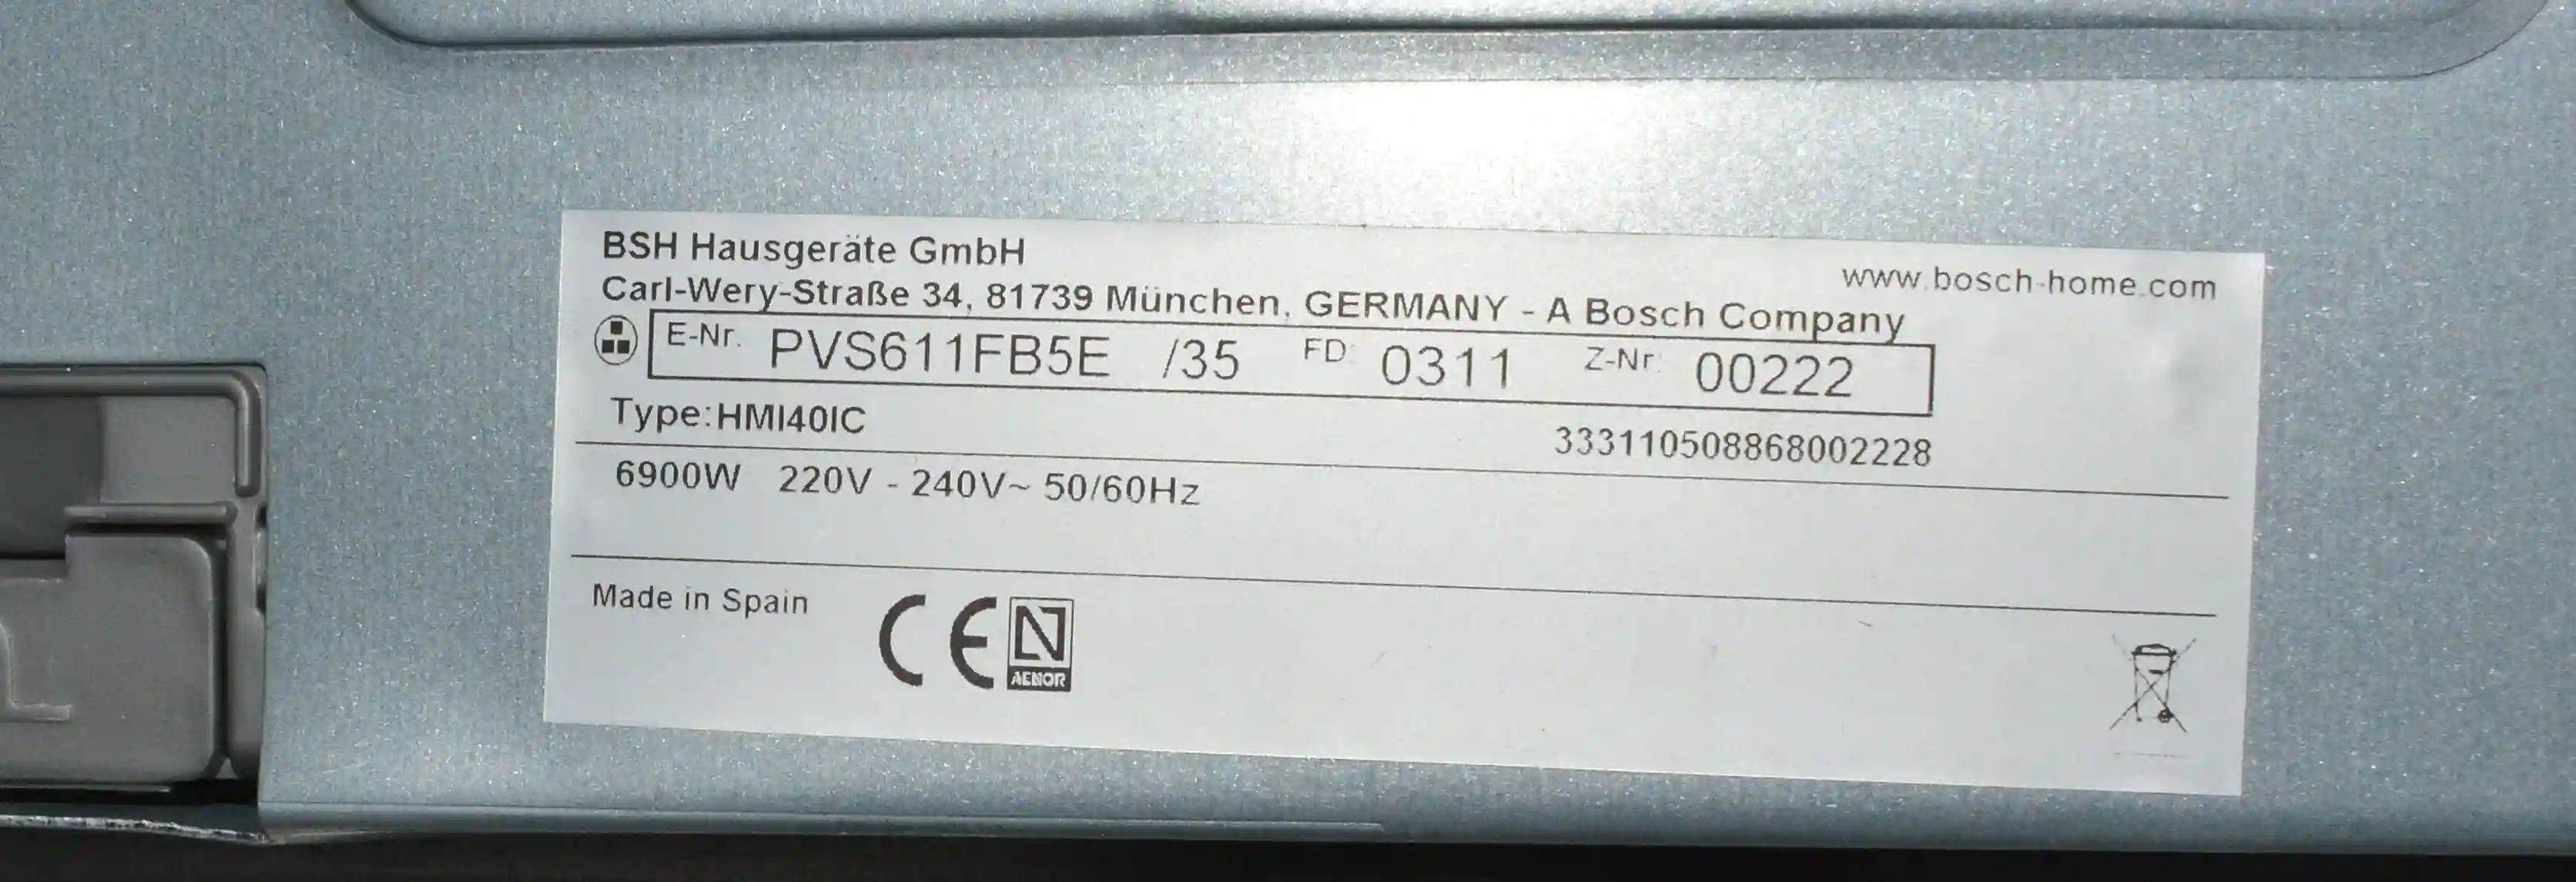 BSH Hausgeräte GmbH
www.bosch-home.com
Carl-Wery-Straße 34, 81739 München, GERMANY - A Bosch Company
E-Nr. PVS611FB5E /35 FD: 0311 Z-Nr: 00222
Type:HMI40IC
333110508868002228
6900W 220V - 240V~ 50/60Hz
Made in Spain
CE
N
AENOR